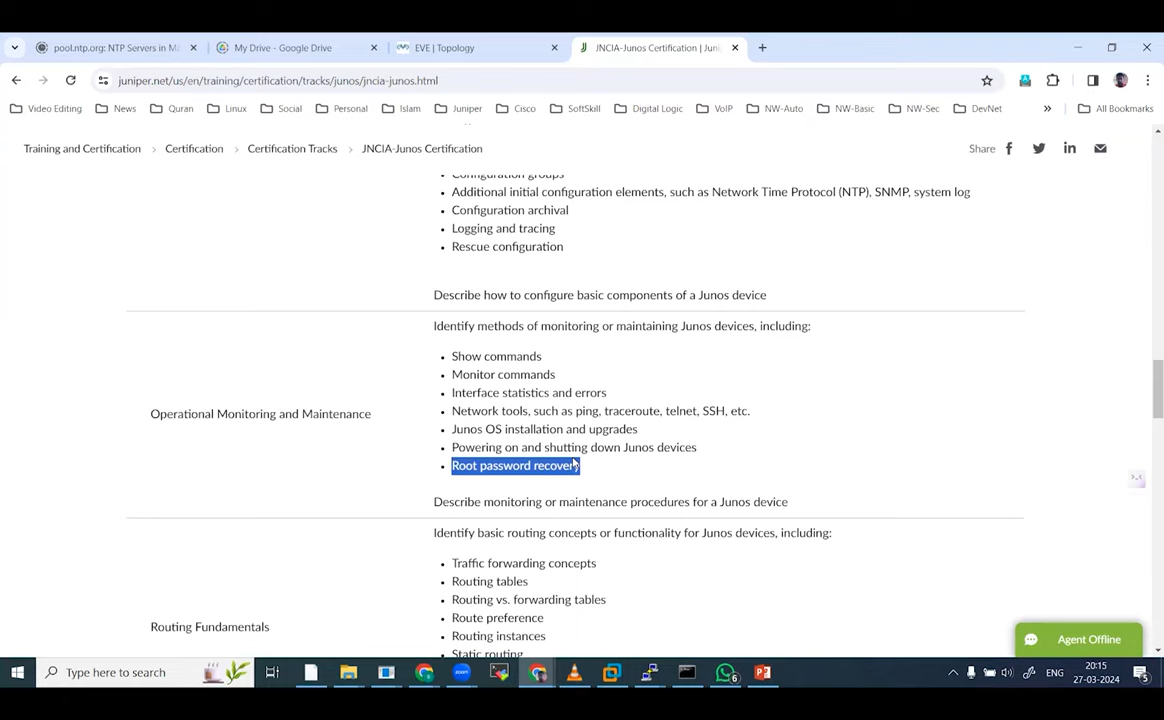 pool.ntp.org: NTP Servers in M
My Drive - Google Drive
EVE | Topology
JNCIA-Junos Certification | Juni
juniper.net/us/en/training/certification/tracks/junos/jncia-junos.html
Video Editing
News
Quran
Linux
Social
Personal
Islam
Juniper
Cisco
SoftSkill
Digital Logic
VoIP
NW-Auto
NW-Basic
NW-Sec
DevNet
All Bookmarks
Training and Certification
Certification
Certification Tracks
JNCIA-Junos Certification
Share
Configuration groups
Additional initial configuration elements, such as Network Time Protocol (NTP), SNMP, system log
Configuration archival
Logging and tracing
Rescue configuration
Describe how to configure basic components of a Junos device
Operational Monitoring and Maintenance
Identify methods of monitoring or maintaining Junos devices, including:
Show commands
Monitor commands
Interface statistics and errors
Network tools, such as ping, traceroute, telnet, SSH, etc.
Junos OS installation and upgrades
Powering on and shutting down Junos devices
Root password recovery
Describe monitoring or maintenance procedures for a Junos device
Routing Fundamentals
Identify basic routing concepts or functionality for Junos devices, including:
Traffic forwarding concepts
Routing tables
Routing vs. forwarding tables
Route preference
Routing instances
Static routing
Agent Offline
Type here to search
6
ENG
20:15
27-03-2024
5